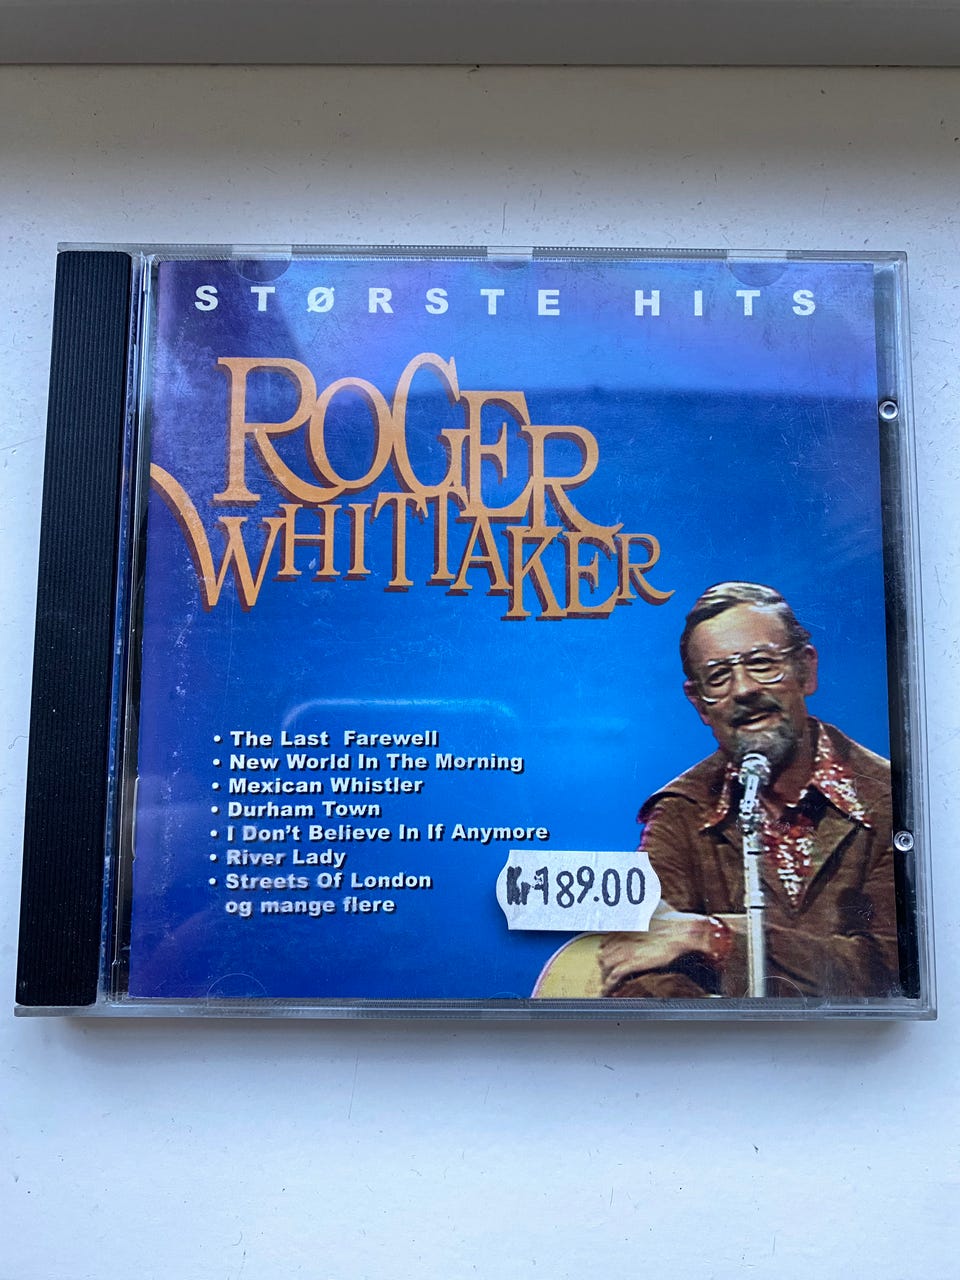 STØRSTE HITS
ROGER
WHITTAKER
• The Last Farewell
• New World In The Morning
• Mexican Whistler
• Durham Town
• I Don't Believe In If Anymore
• River Lady
• Streets Of London
og mange flere
Kr 189.00